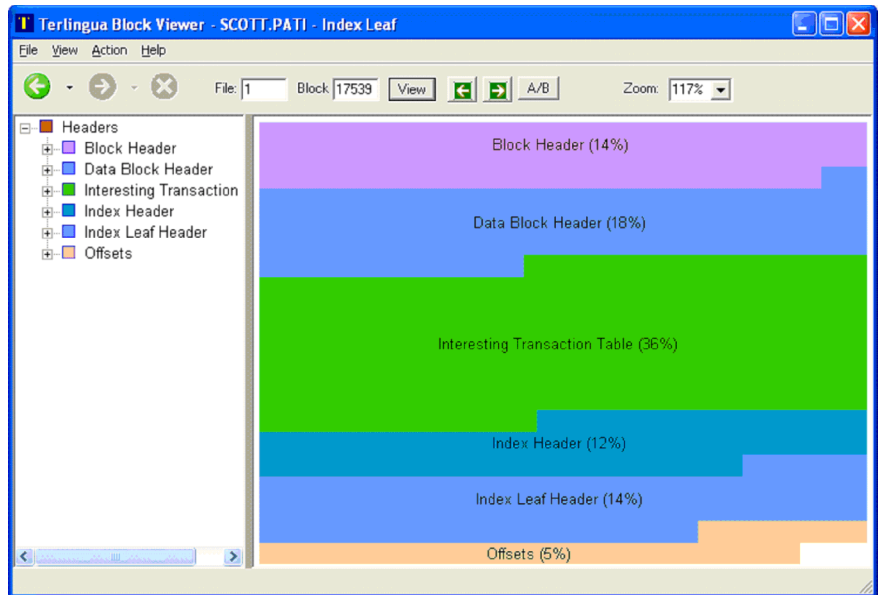 Terlingua Block Viewer - SCOTT.PATI - Index Leaf
File View Action Help
File: 1 Block 17539 View A/B Zoom: 117%
Headers
Block Header
Data Block Header
Interesting Transaction
Index Header
Index Leaf Header
Offsets
Block Header (14%)
Data Block Header (18%)
Interesting Transaction Table (36%)
Index Header (12%)
Index Leaf Header (14%)
Offsets (5%)